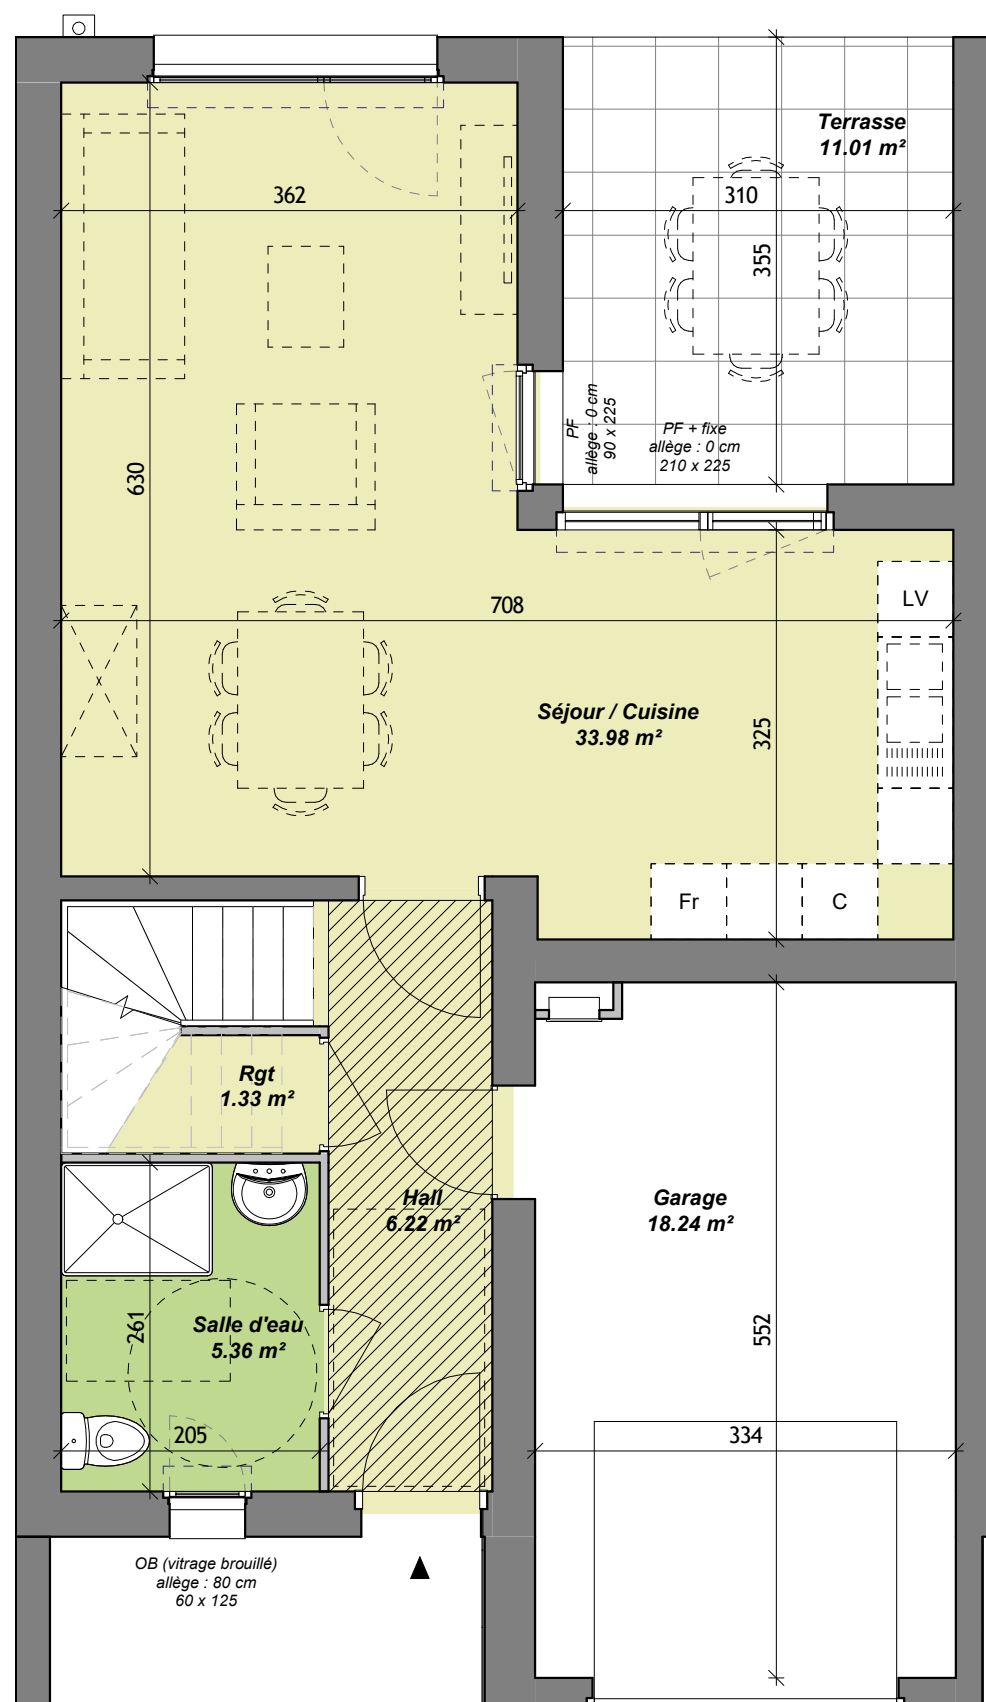 Terrasse
11.01 m²
362
310
355
PF
allège : 0 cm
90 x 225
PF + fixe
allège : 0 cm
210 x 225
630
708
LV
Séjour / Cuisine
33.98 m²
325
Fr
C
Rgt
1.33 m²
Hall
6.22 m²
Garage
18.24 m²
261
Salle d'eau
5.36 m²
552
205
334
OB (vitrage brouillé)
allège : 80 cm
60 x 125